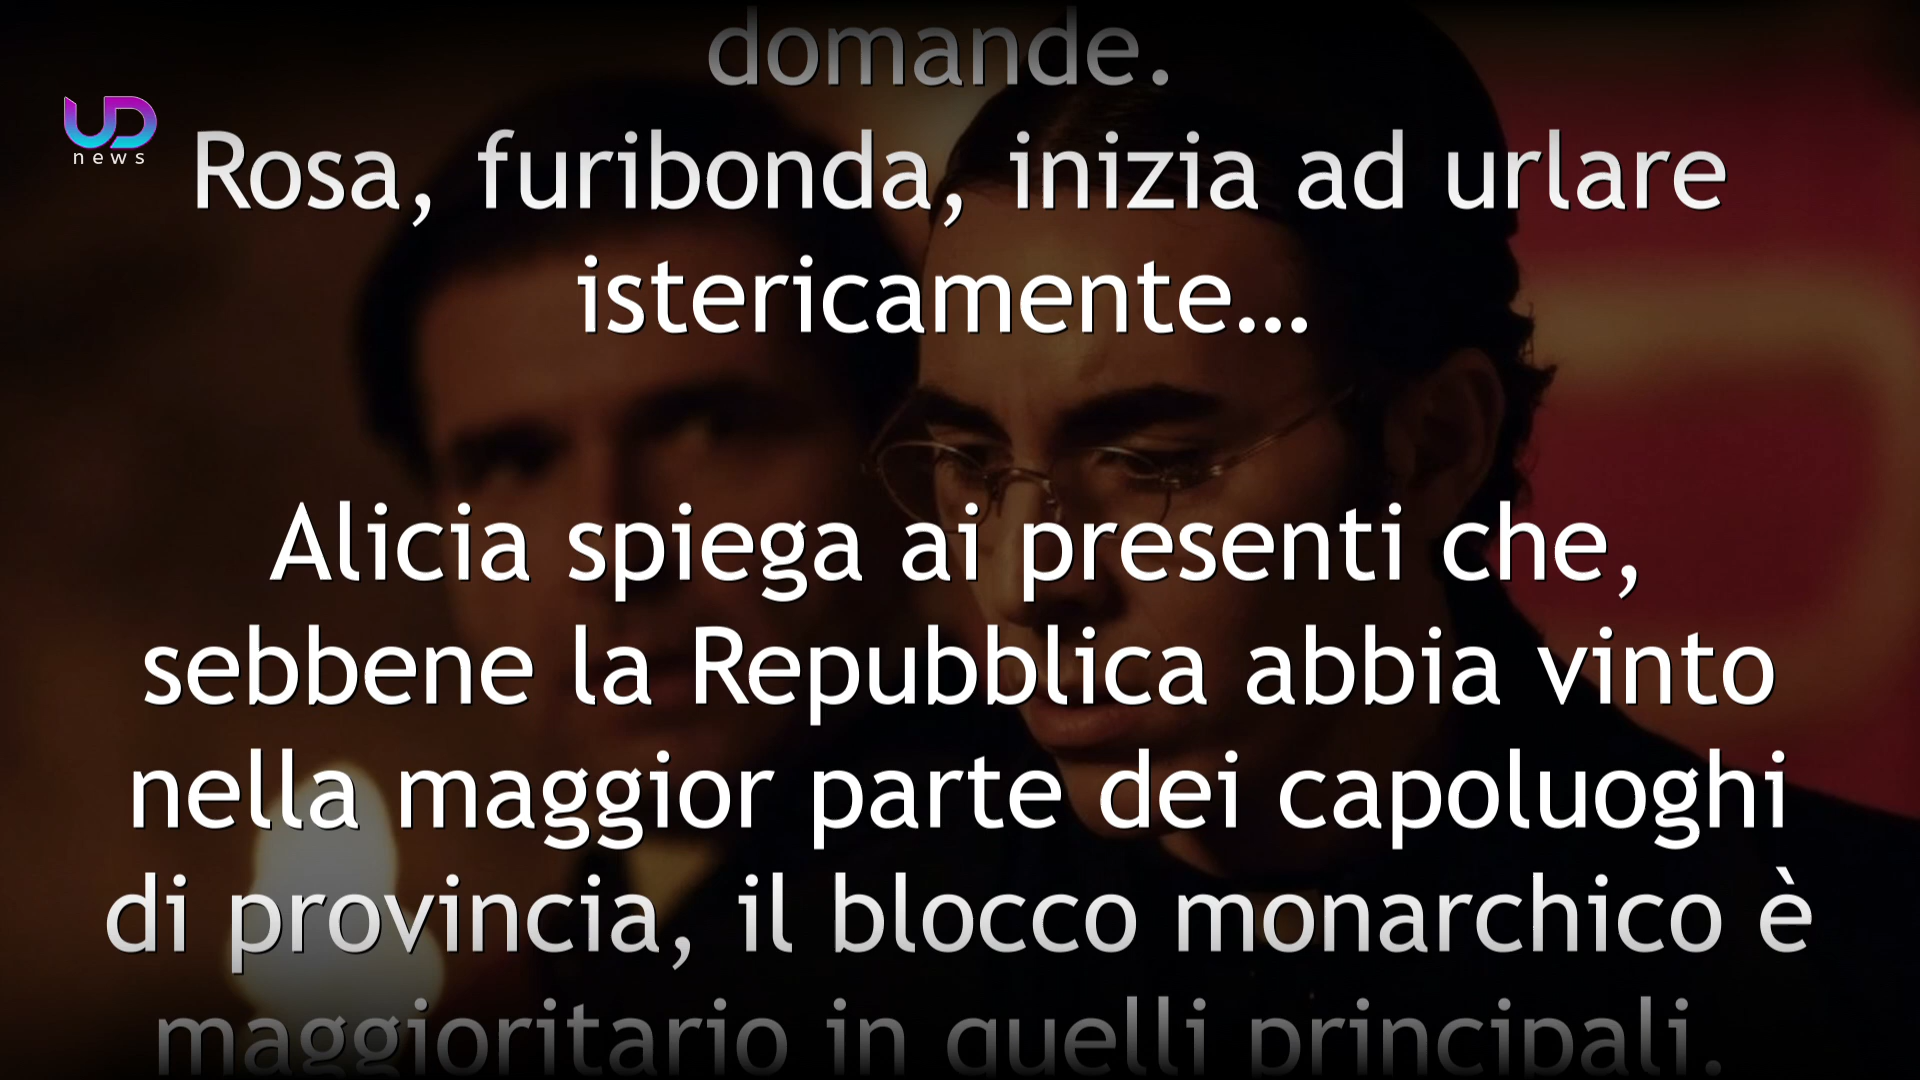 domande.
UD
news
Rosa, furibonda, inizia ad urlare
istericamente...
Alicia spiega ai presenti che,
sebbene la Repubblica abbia vinto
nella maggior parte dei capoluoghi
di provincia, il blocco monarchico è
maggioritario in quelli principali.